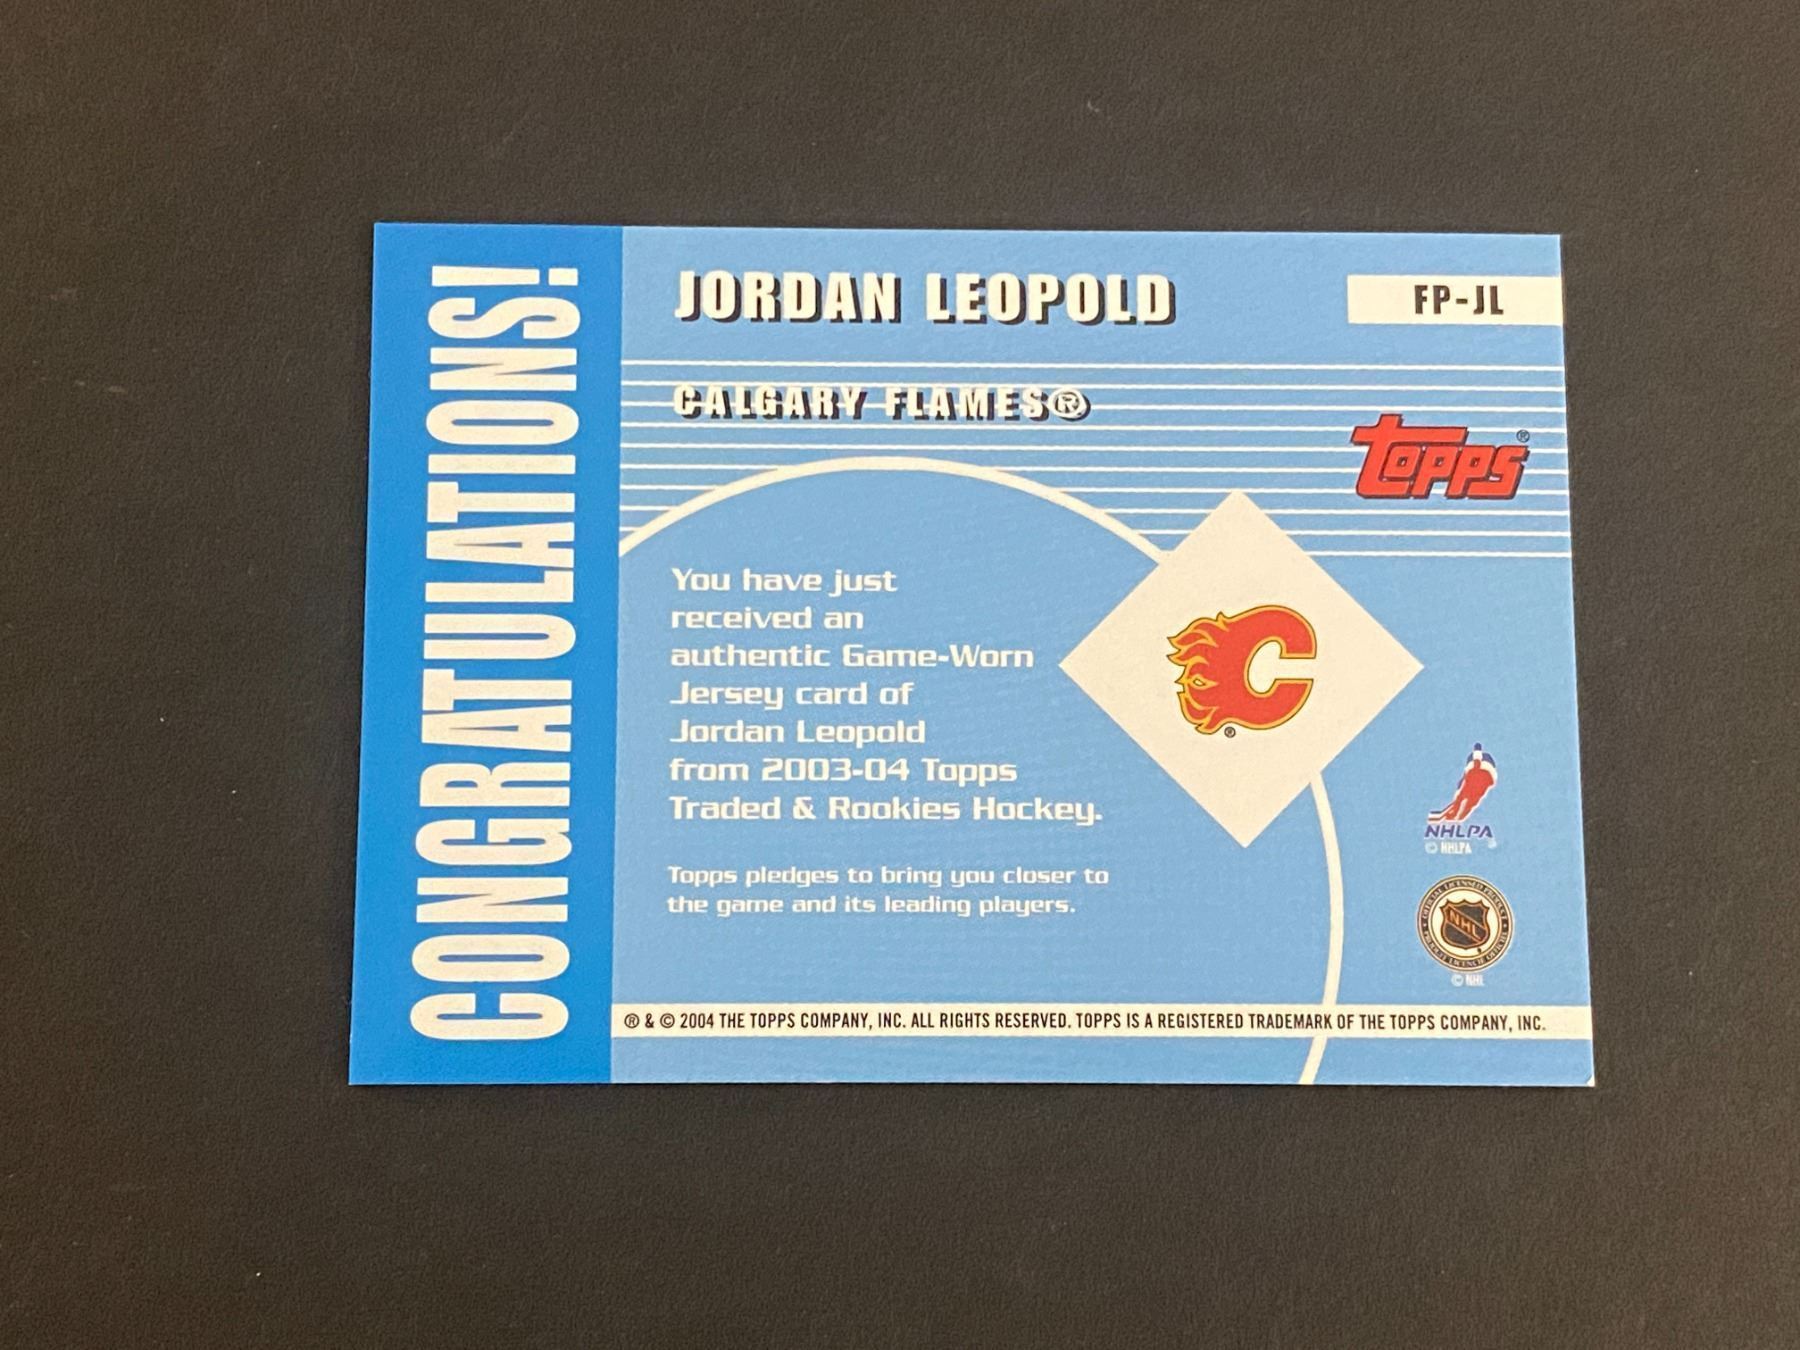 CONGRATULATIONS!
JORDAN LEOPOLD
FP-JL
CALGARY FLAMES®
Topps®
You have just
received an
authentic Game-Worn
Jersey card of
Jordan Leopold
from 2003-04 Topps
Traded & Rookies Hockey.
Topps pledges to bring you closer to
the game and its leading players.
C
®
NHLPA
© NHLPA
NHL
© NHL
® & © 2004 THE TOPPS COMPANY, INC. ALL RIGHTS RESERVED. TOPPS IS A REGISTERED TRADEMARK OF THE TOPPS COMPANY, INC.